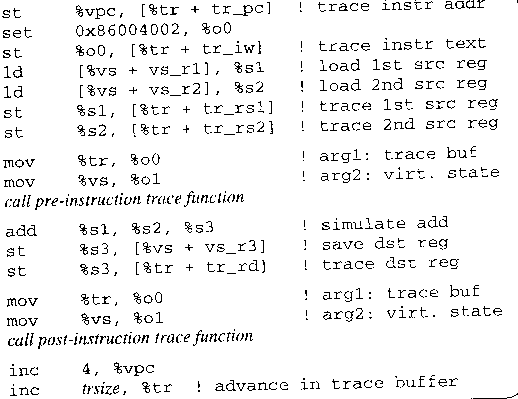 st %vpc, [%tr + tr_pc] ! trace instr addr
set 0x86004002, %o0
st %o0, [%tr + tr_iw] ! trace instr text
ld [%vs + vs_r1], %s1 ! load 1st src reg
ld [%vs + vs_r2], %s2 ! load 2nd src reg
st %s1, [%tr + tr_rs1] ! trace 1st src reg
st %s2, [%tr + tr_rs2] ! trace 2nd src reg
mov %tr, %o0 ! arg1: trace buf
mov %vs, %o1 ! arg2: virt. state
call pre-instruction trace function
add %s1, %s2, %s3 ! simulate add
st %s3, [%vs + vs_r3] ! save dst reg
st %s3, [%tr + tr_rd] ! trace dst reg
mov %tr, %o0 ! arg1: trace buf
mov %vs, %o1 ! arg2: virt. state
call post-instruction trace function
inc 4, %vpc
inc trsize, %tr ! advance in trace buffer